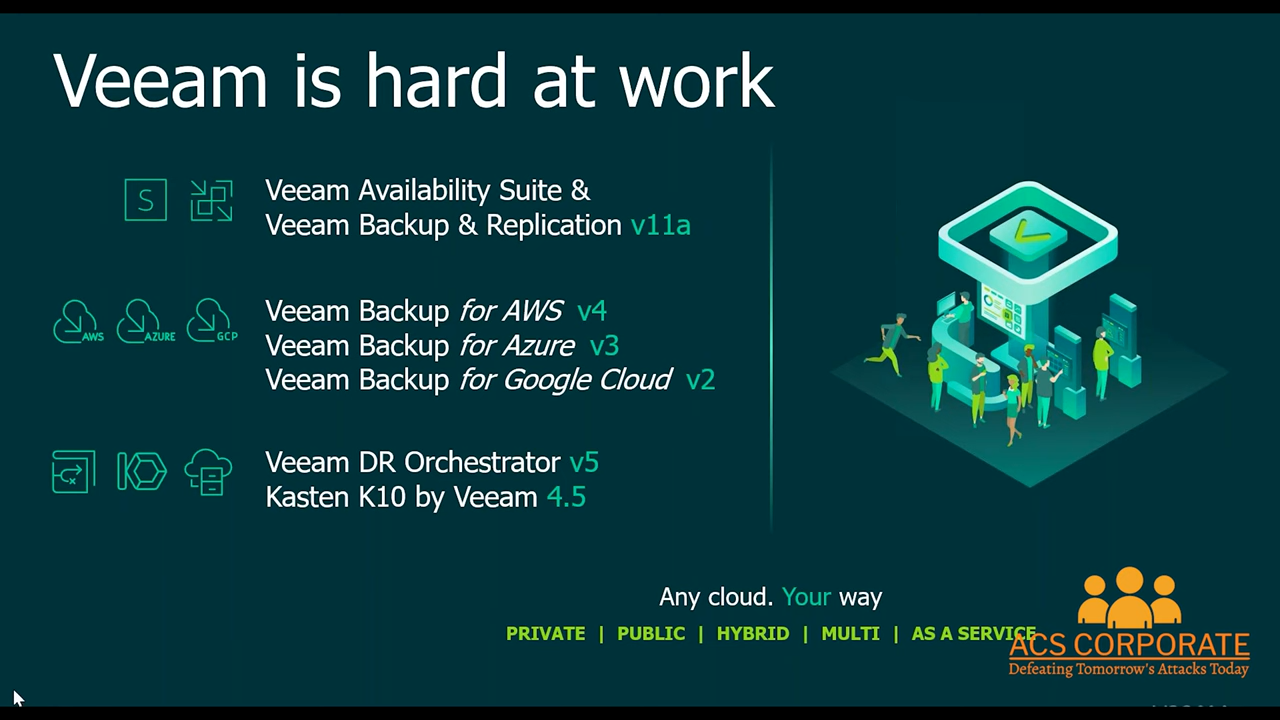 Veeam is hard at work
S
Veeam Availability Suite &
Veeam Backup & Replication v11a
AWS AZURE GCP
Veeam Backup for AWS v4
Veeam Backup for Azure v3
Veeam Backup for Google Cloud v2
Veeam DR Orchestrator v5
Kasten K10 by Veeam 4.5
Any cloud. Your way
PRIVATE | PUBLIC | HYBRID | MULTI | AS A SERVICE
ACS CORPORATE
Defeating Tomorrow's Attacks Today